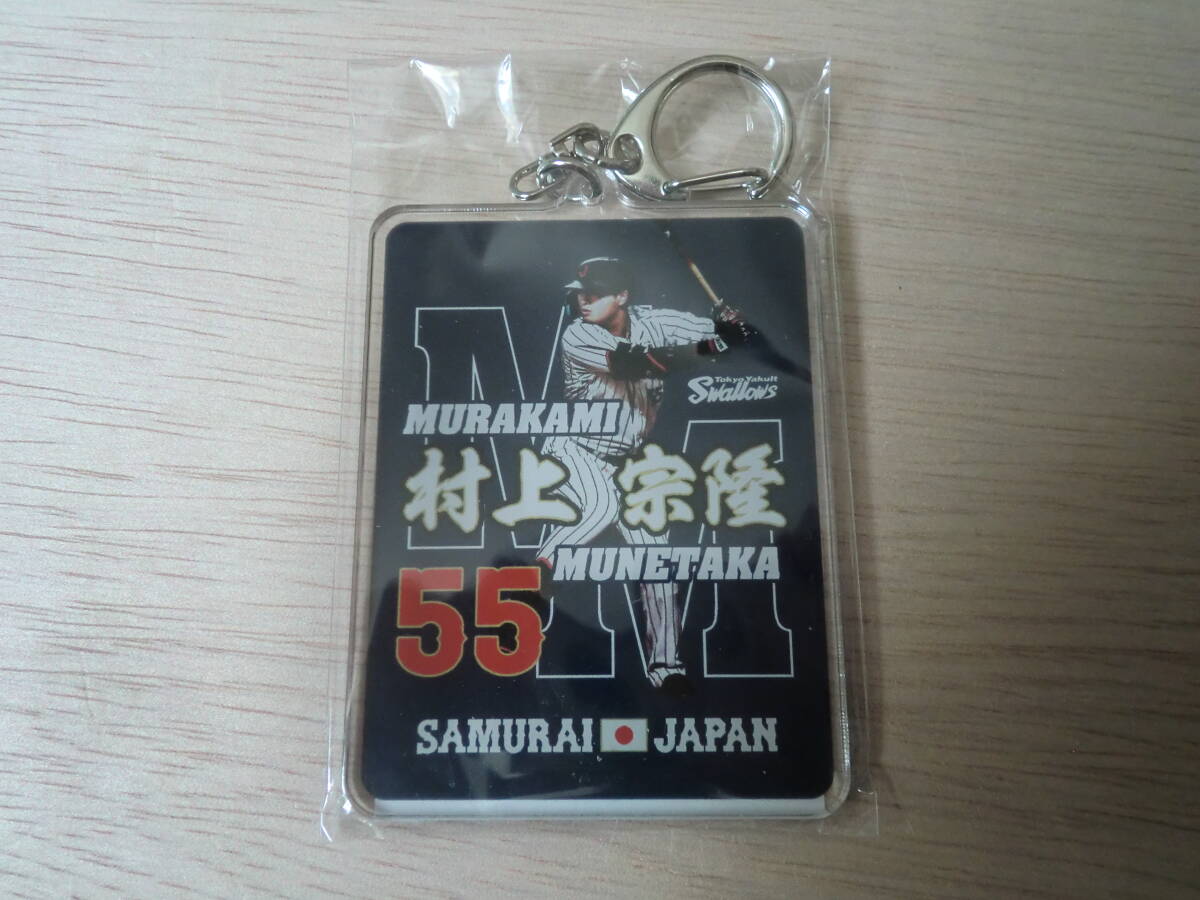 Tokyo Yakult
Swallows
MURAKAMI
村上 宗隆
MUNETAKA
55
SAMURAI JAPAN